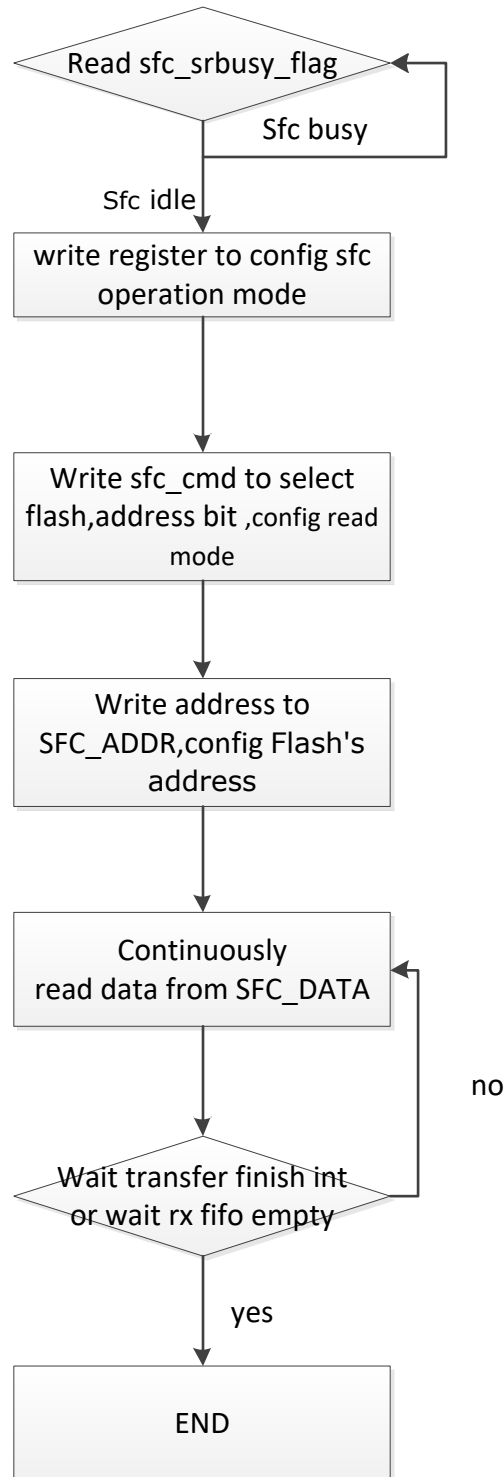 Read sfc_srbusy_flag
Sfc busy
Sfc idle
write register to config sfc
operation mode
Write sfc_cmd to select
flash,address bit ,config read
mode
Write address to
SFC_ADDR,config Flash's
address
Continuously
read data from SFC_DATA
no
Wait transfer finish int
or wait rx fifo empty
yes
END